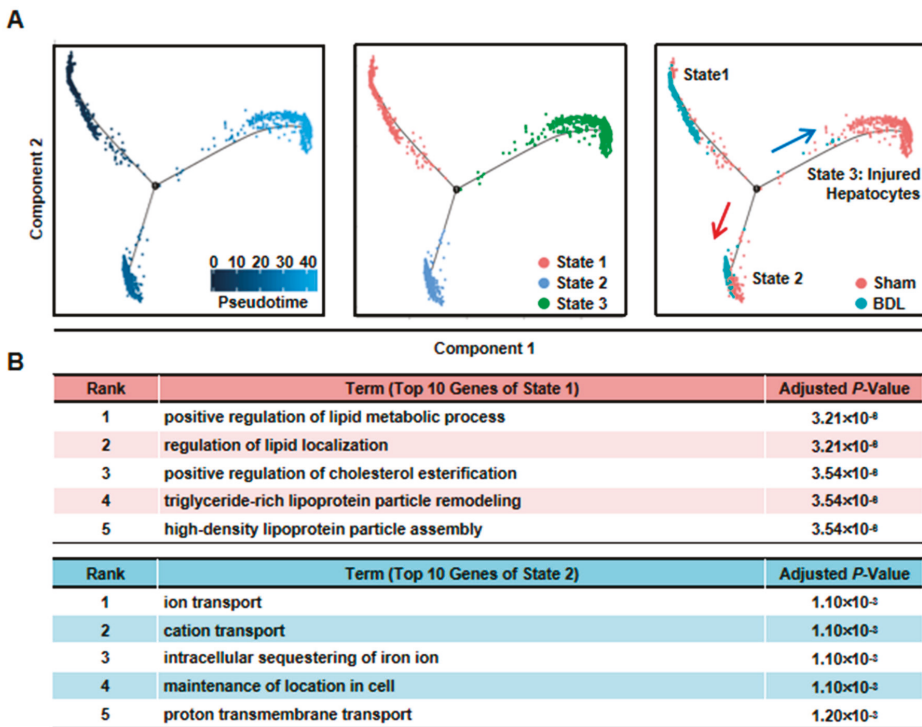 A
Component 2
0 10 20 30 40
Pseudotime
State 1
State 2
State 3
State1
State 3: Injured
Hepatocytes
State 2
Sham
BDL
Component 1
B
Rank Term (Top 10 Genes of State 1) Adjusted P-Value
1 positive regulation of lipid metabolic process 3.21×10⁻⁶
2 regulation of lipid localization 3.21×10⁻⁶
3 positive regulation of cholesterol esterification 3.54×10⁻⁶
4 triglyceride-rich lipoprotein particle remodeling 3.54×10⁻⁶
5 high-density lipoprotein particle assembly 3.54×10⁻⁶
Rank Term (Top 10 Genes of State 2) Adjusted P-Value
1 ion transport 1.10×10⁻³
2 cation transport 1.10×10⁻³
3 intracellular sequestering of iron ion 1.10×10⁻³
4 maintenance of location in cell 1.10×10⁻³
5 proton transmembrane transport 1.20×10⁻³